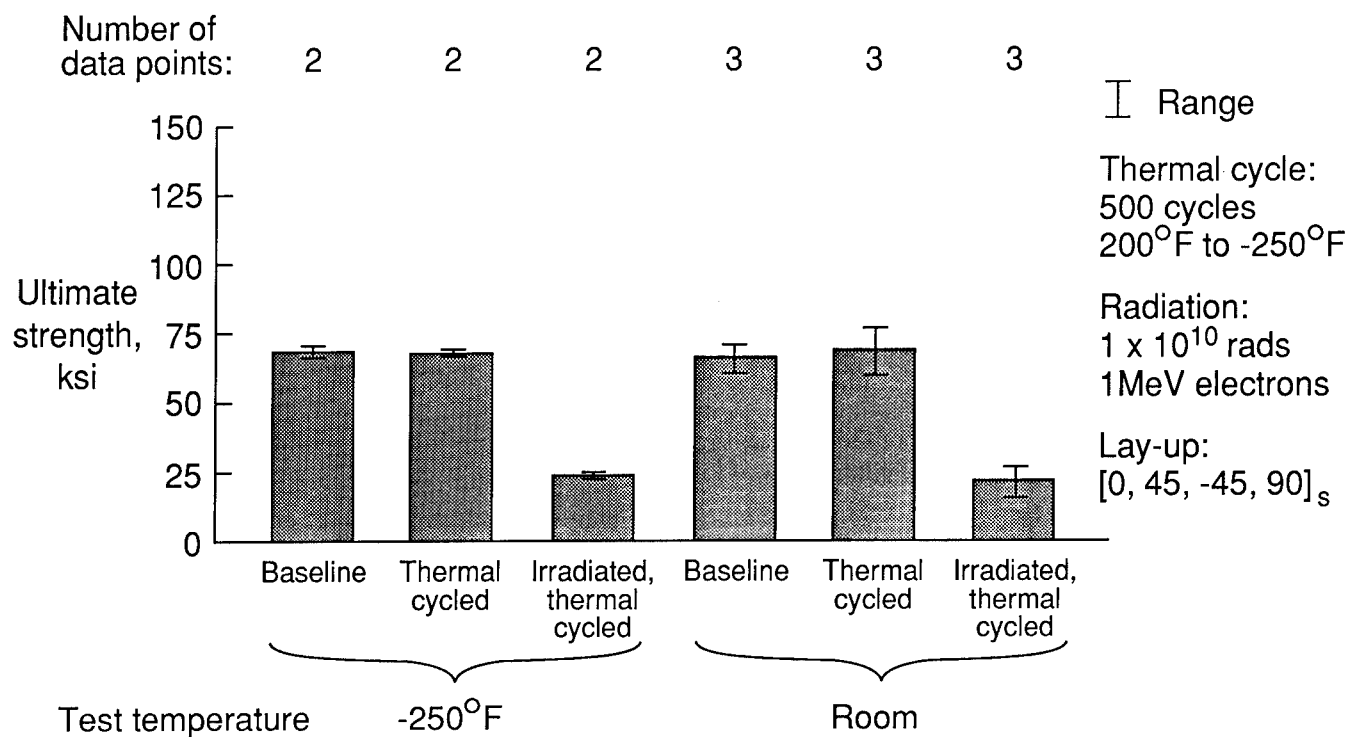 Number of
data points: 2 2 2 3 3 3
Range
150
125
100
75
50
25
0
Ultimate
strength,
ksi
Thermal cycle:
500 cycles
200°F to -250°F
Radiation:
1 x 10¹⁰ rads
1MeV electrons
Lay-up:
[0, 45, -45, 90]ₛ
Baseline
Thermal
cycled
Irradiated,
thermal
cycled
Baseline
Thermal
cycled
Irradiated,
thermal
cycled
Test temperature -250°F Room